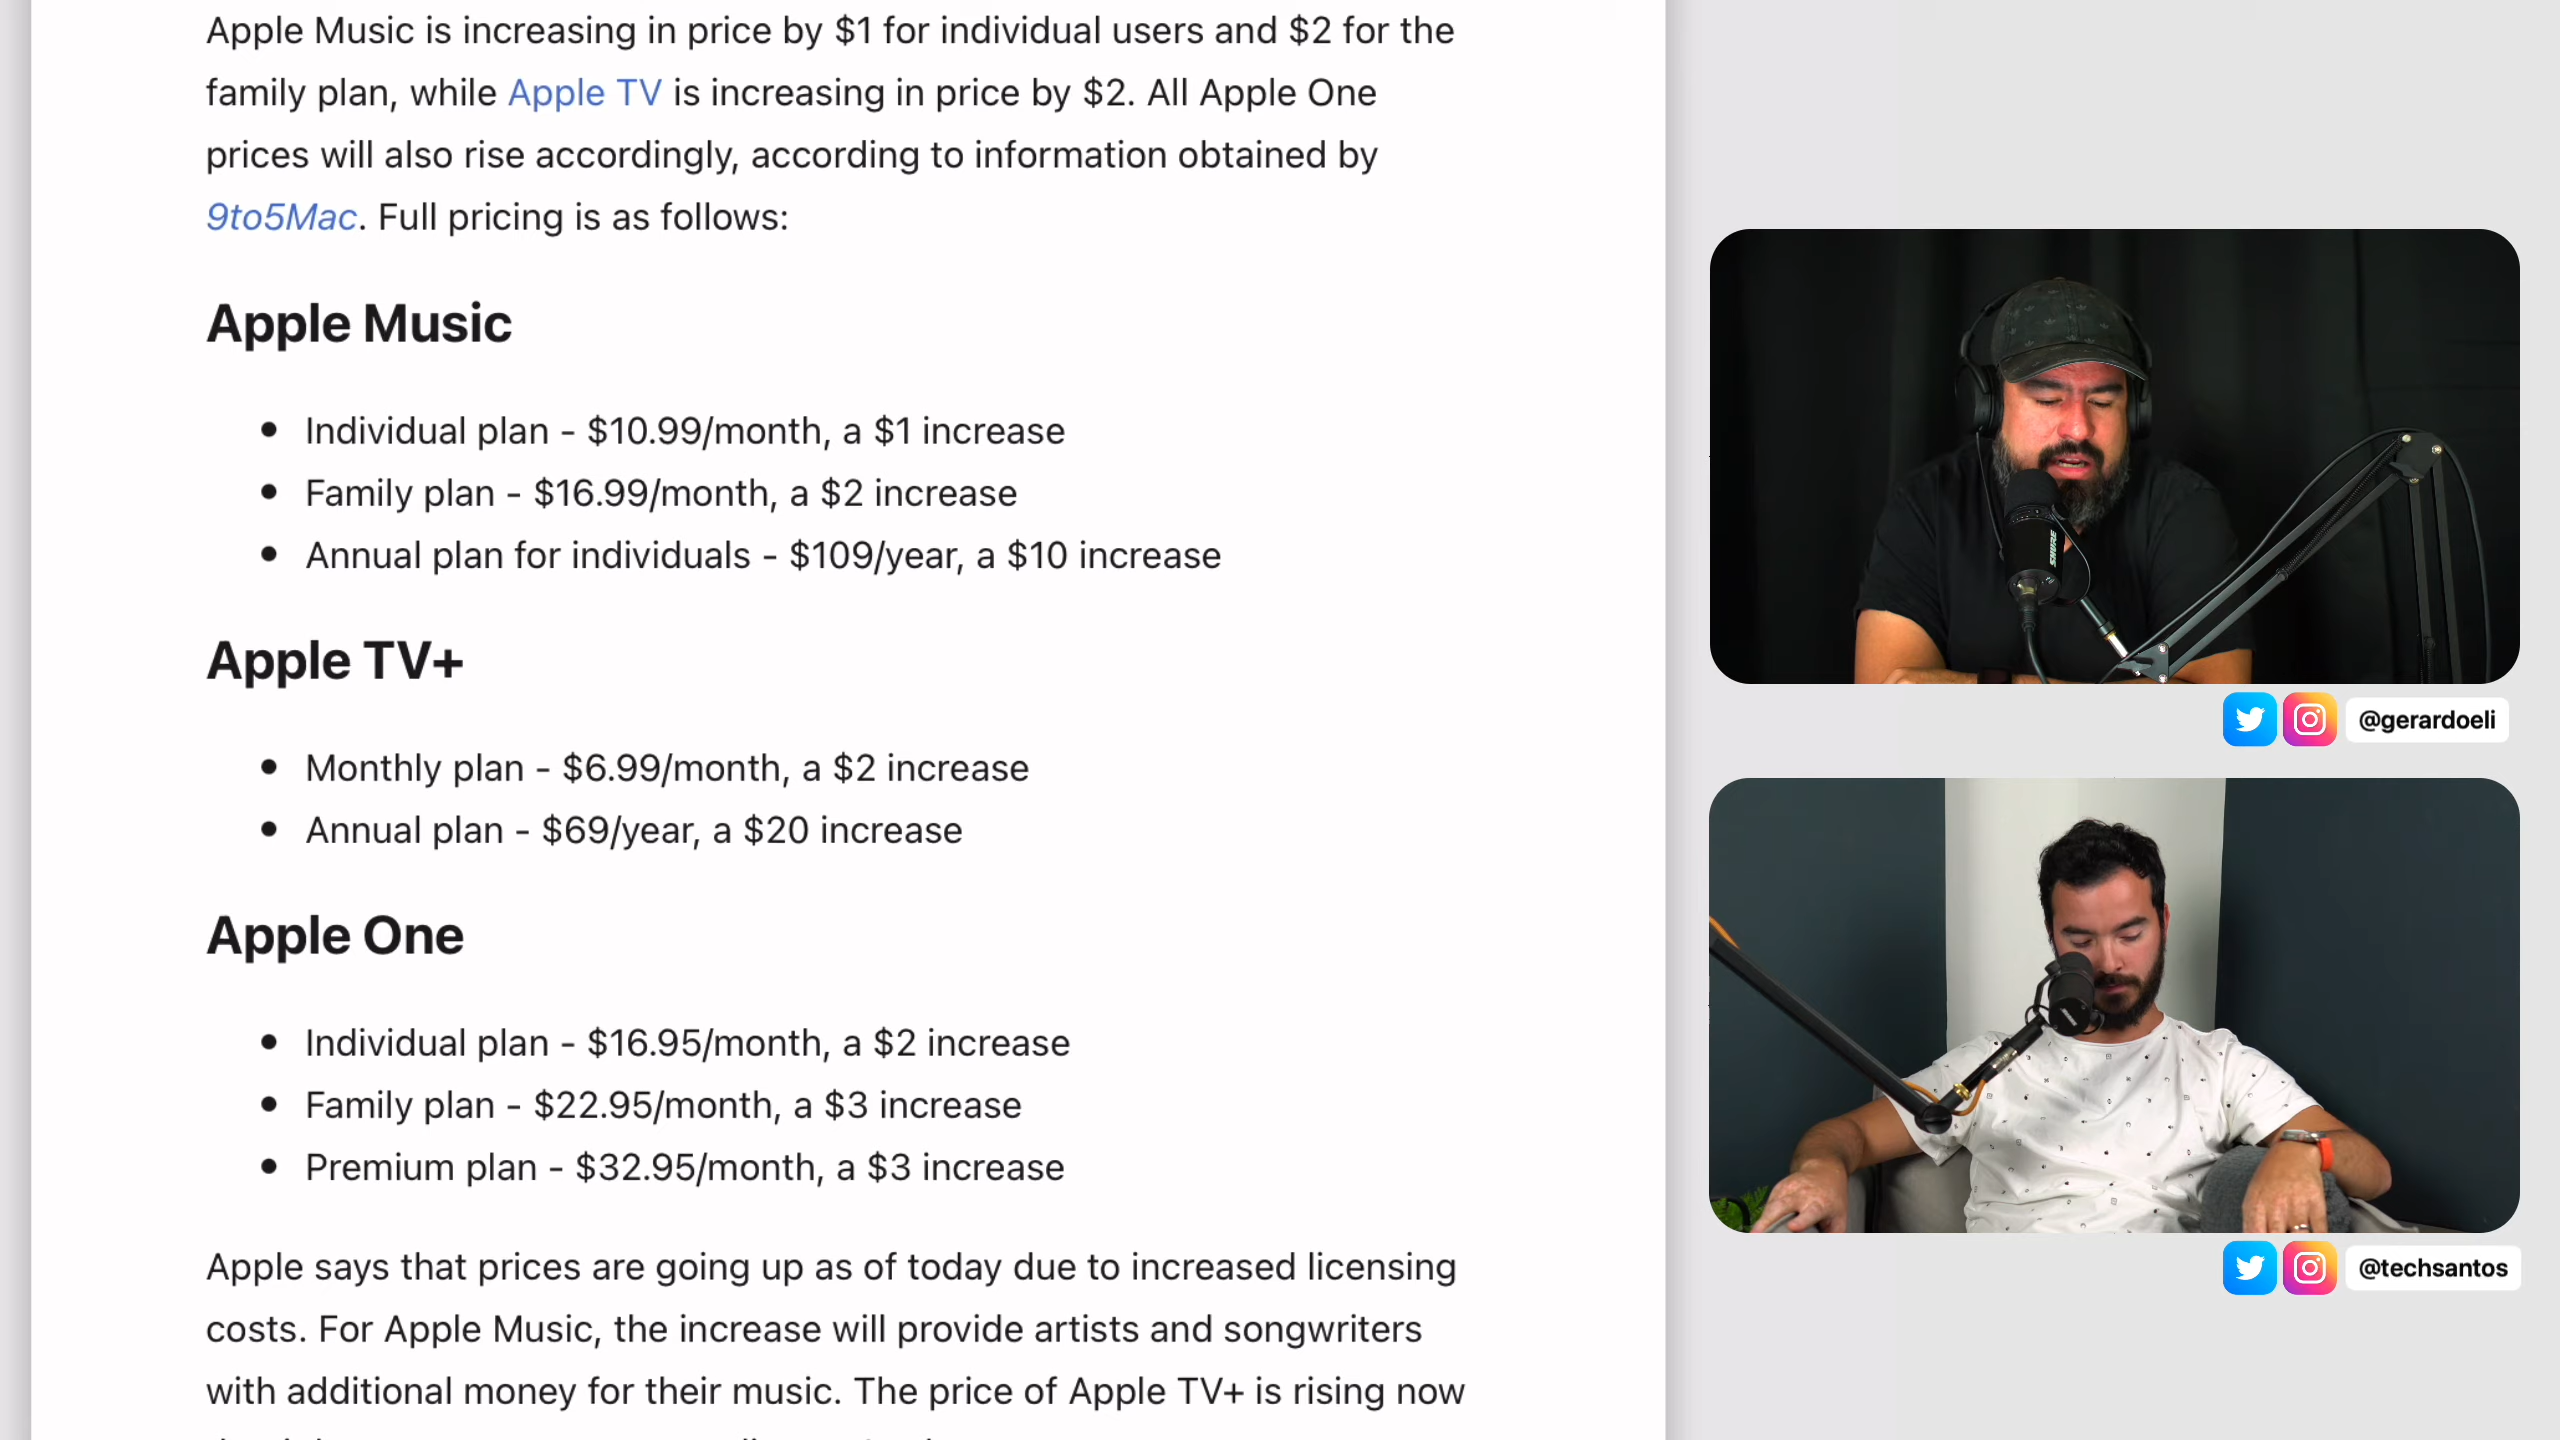 Apple Music is increasing in price by $1 for individual users and $2 for the
family plan, while Apple TV is increasing in price by $2. All Apple One
prices will also rise accordingly, according to information obtained by
9to5Mac. Full pricing is as follows:
Apple Music
Individual plan - $10.99/month, a $1 increase
Family plan - $16.99/month, a $2 increase
Annual plan for individuals - $109/year, a $10 increase
Apple TV+
Monthly plan - $6.99/month, a $2 increase
Annual plan - $69/year, a $20 increase
Apple One
Individual plan - $16.95/month, a $2 increase
Family plan - $22.95/month, a $3 increase
Premium plan - $32.95/month, a $3 increase
Apple says that prices are going up as of today due to increased licensing
costs. For Apple Music, the increase will provide artists and songwriters
with additional money for their music. The price of Apple TV+ is rising now
SHURE
@gerardoeli
@techsantos